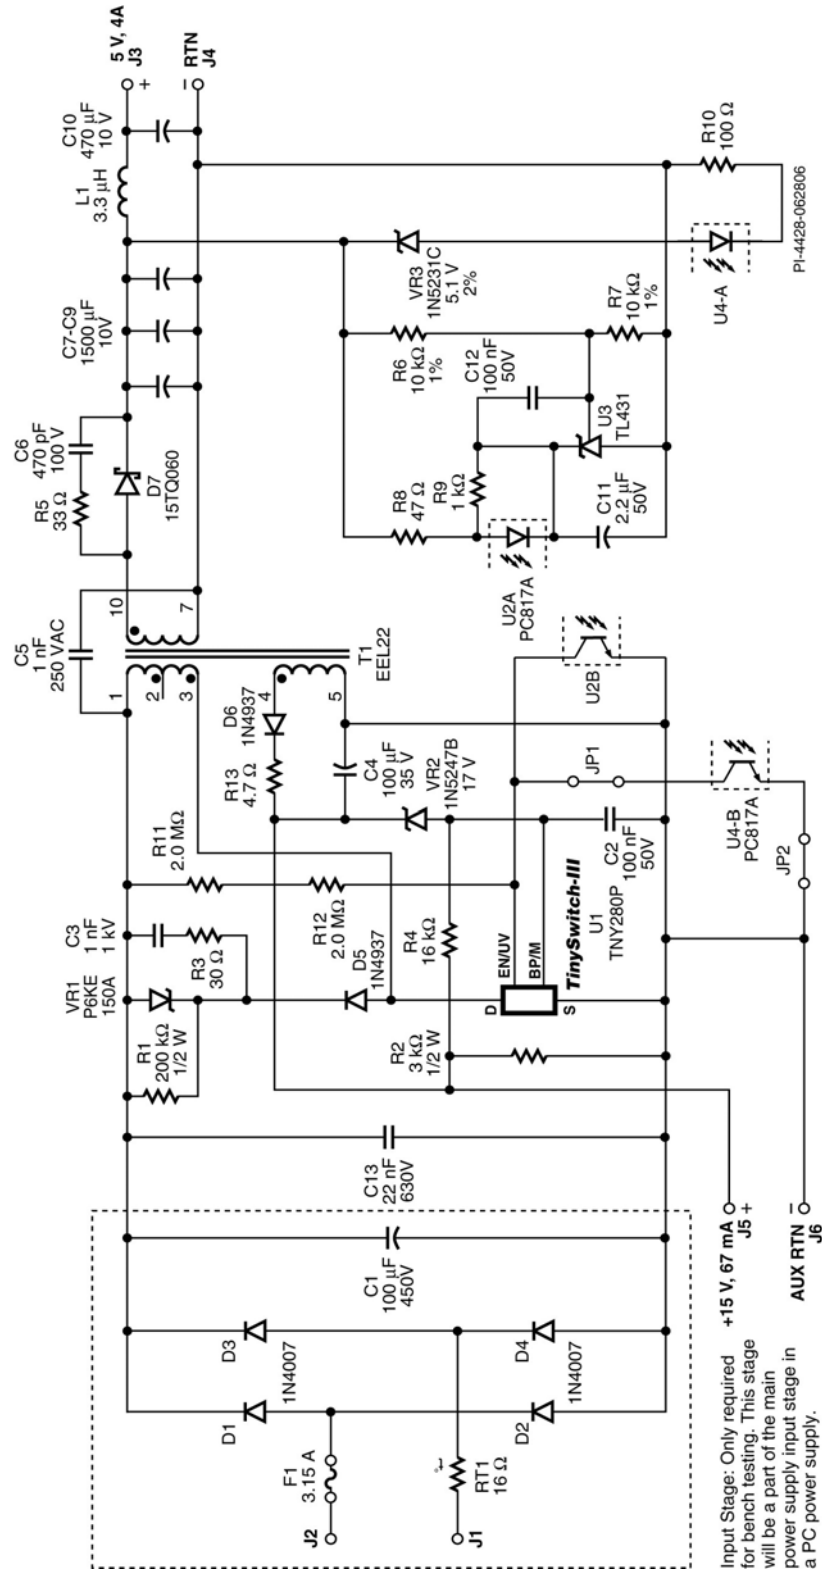 C5
1 nF
250 VAC
R5
33 Ω
C6
470 pF
100 V
D7
15TQ060
C7-C9
1500 µF
10V
L1
3.3 µH
C10
470 µF
10 V
5 V, 4A
J3
+
–
RTN
J4
VR1
P6KE
150A
C3
1 nF
1 kV
R1
200 kΩ
1/2 W
R3
30 Ω
R11
2.0 MΩ
R12
2.0 MΩ
D5
1N4937
1
2
3
4
5
10
7
T1
EEL22
D6
1N4937
R13
4.7 Ω
C4
100 µF
35 V
VR2
1N5247B
17 V
R4
16 kΩ
R2
3 kΩ
1/2 W
C13
22 nF
630V
C1
100 µF
450V
D1
D3
1N4007
D2
D4
1N4007
F1
3.15 A
J2
t°
RT1
16 Ω
J1
D
S
EN/UV
BP/M
TinySwitch-III
U1
TNY280P
C2
100 nF
50V
JP1
U2B
U4-B
PC817A
JP2
R8
47 Ω
R9
1 kΩ
U2A
PC817A
C11
2.2 µF
50V
R6
10 kΩ
1%
C12
100 nF
50V
U3
TL431
R7
10 kΩ
1%
VR3
1N5231C
5.1 V
2%
U4-A
R10
100 Ω
PI-4428-062806
+15 V, 67 mA
J5
+
–
AUX RTN
J6
Input Stage: Only required
for bench testing. This stage
will be a part of the main
power supply input stage in
a PC power supply.